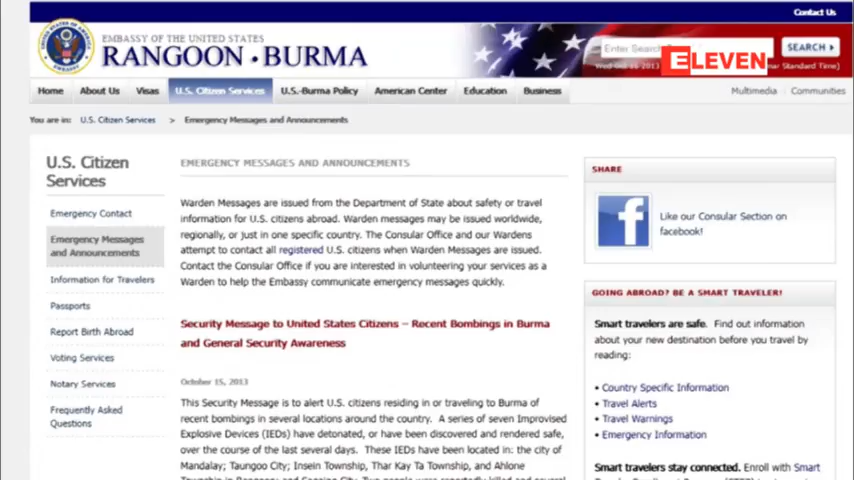 Contact Us
EMBASSY OF THE UNITED STATES
RANGOON • BURMA
Enter Search
SEARCH
ELEVEN
Wed Oct 16 2013
mar Standard Time)
Home About Us Visas U.S. Citizen Services U.S.-Burma Policy American Center Education Business
Multimedia Communities
You are in: U.S. Citizen Services > Emergency Messages and Announcements
U.S. Citizen
Services
Emergency Contact
Emergency Messages
and Announcements
Information for Travelers
Passports
Report Birth Abroad
Voting Services
Notary Services
Frequently Asked
Questions
EMERGENCY MESSAGES AND ANNOUNCEMENTS
Warden Messages are issued from the Department of State about safety or travel
information for U.S. citizens abroad. Warden messages may be issued worldwide,
regionally, or just in one specific country. The Consular Office and our Wardens
attempt to contact all registered U.S. citizens when Warden Messages are issued.
Contact the Consular Office if you are interested in volunteering your services as a
Warden to help the Embassy communicate emergency messages quickly.
Security Message to United States Citizens – Recent Bombings in Burma
and General Security Awareness
October 15, 2013
This Security Message is to alert U.S. citizens residing in or traveling to Burma of
recent bombings in several locations around the country. A series of seven Improvised
Explosive Devices (IEDs) have detonated, or have been discovered and rendered safe,
over the course of the last several days. These IEDs have been located in: the city of
Mandalay; Taungoo City; Insein Township, Thar Kay Ta Township, and Ahlone
SHARE
Like our Consular Section on
facebook!
GOING ABROAD? BE A SMART TRAVELER!
Smart travelers are safe. Find out information
about your new destination before you travel by
reading:
• Country Specific Information
• Travel Alerts
• Travel Warnings
• Emergency Information
Smart travelers stay connected. Enroll with Smart